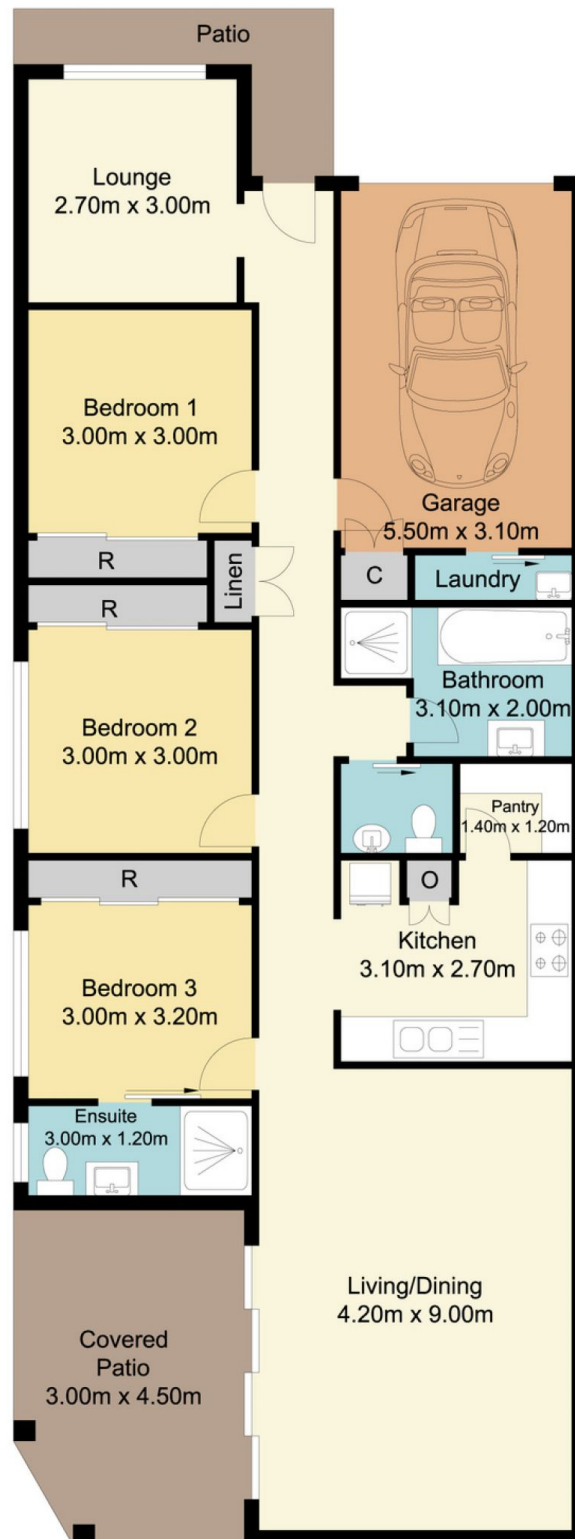 Patio
Lounge
2.70m x 3.00m
Bedroom 1
3.00m x 3.00m
Garage
5.50m x 3.10m
R
Linen
C
Laundry
R
Bathroom
3.10m x 2.00m
Bedroom 2
3.00m x 3.00m
Pantry
1.40m x 1.20m
R
O
Kitchen
3.10m x 2.70m
Bedroom 3
3.00m x 3.20m
Ensuite
3.00m x 1.20m
Living/Dining
4.20m x 9.00m
Covered
Patio
3.00m x 4.50m